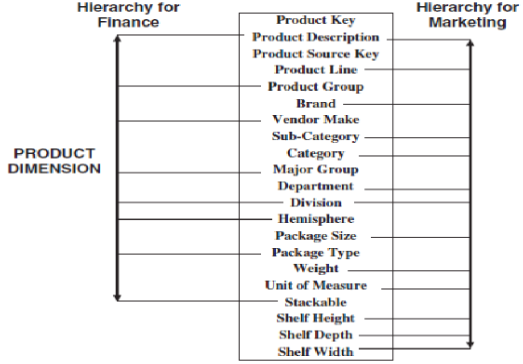 Hierarchy for
Finance
Hierarchy for
Marketing
PRODUCT
DIMENSION
Product Key
Product Description
Product Source Key
Product Line
Product Group
Brand
Vendor Make
Sub-Category
Category
Major Group
Department
Division
Hemisphere
Package Size
Package Type
Weight
Unit of Measure
Stackable
Shelf Height
Shelf Depth
Shelf Width